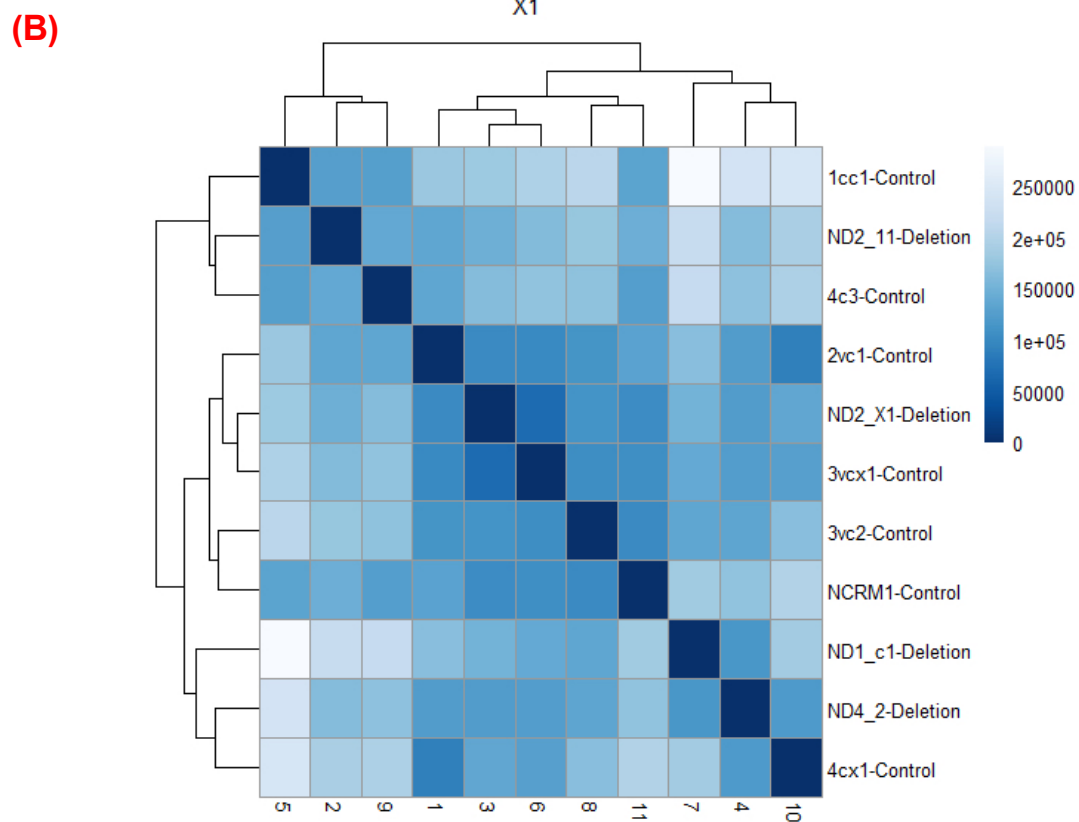 X1
(B)
1cc1-Control
ND2_11-Deletion
4c3-Control
2vc1-Control
ND2_X1-Deletion
3vcx1-Control
3vc2-Control
NCRM1-Control
ND1_c1-Deletion
ND4_2-Deletion
4cx1-Control
250000
2e+05
150000
1e+05
50000
0
5 2 9 1 3 6 8 11 7 4 10